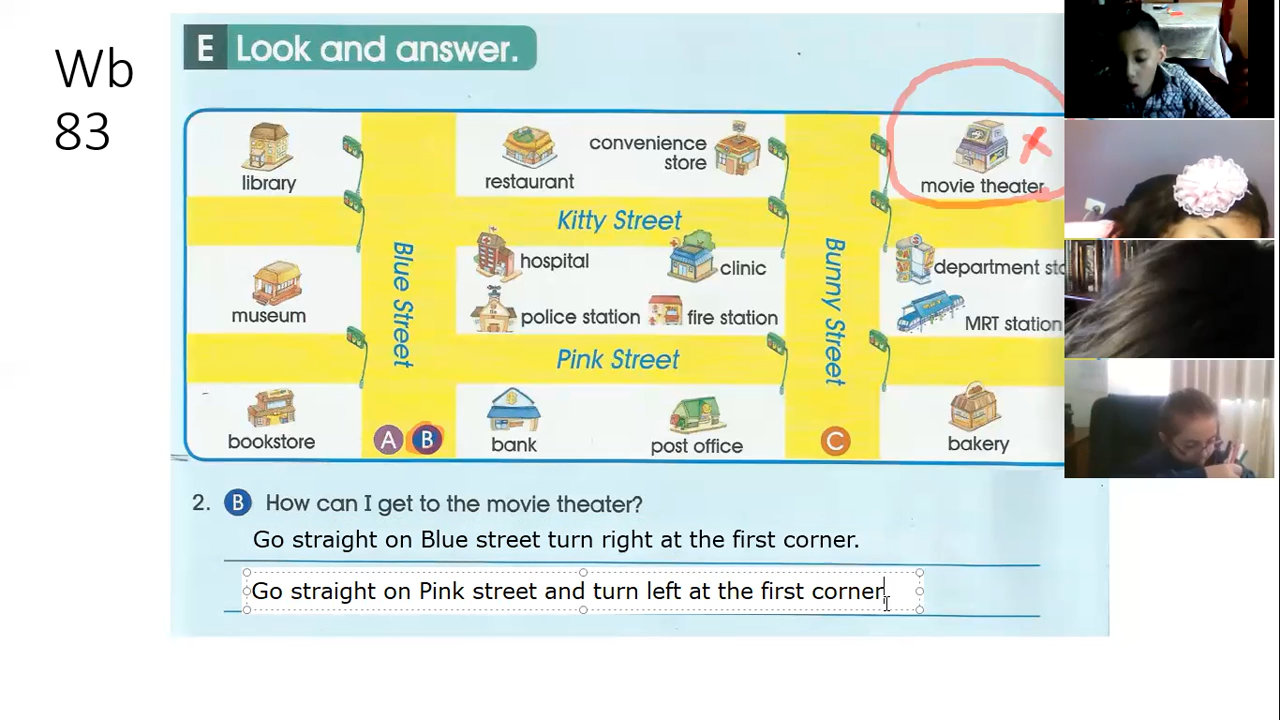 Wb
83
E Look and answer.
library
restaurant
convenience
store
movie theater
Kitty Street
Blue Street
Bunny Street
hospital
clinic
department sto
museum
police station
fire station
MRT station
Pink Street
bookstore
A B
bank
post office
C
bakery
2. B How can I get to the movie theater?
Go straight on Blue street turn right at the first corner.
Go straight on Pink street and turn left at the first corner